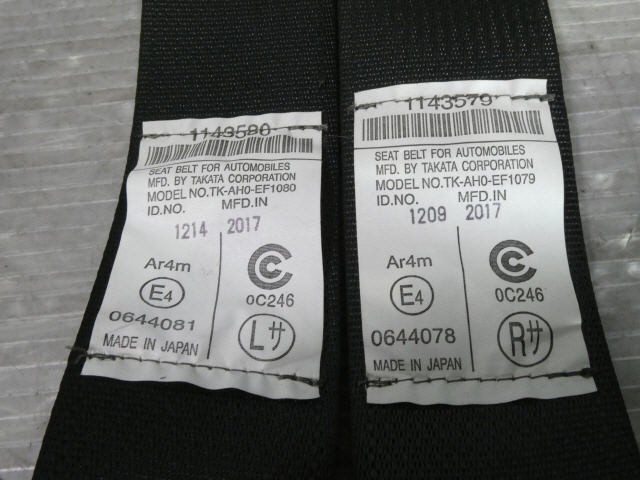 1143580
SEAT BELT FOR AUTOMOBILES
MFD. BY TAKATA CORPORATION
MODEL NO.TK-AH0-EF1080
ID.NO. MFD.IN
1214 2017
Ar4m
E4
0C246
0644081
L サ
MADE IN JAPAN
1143579
SEAT BELT FOR AUTOMOBILES
MFD. BY TAKATA CORPORATION
MODEL NO.TK-AH0-EF1079
ID.NO. MFD.IN
1209 2017
Ar4m
E4
0C246
0644078
R サ
MADE IN JAPAN